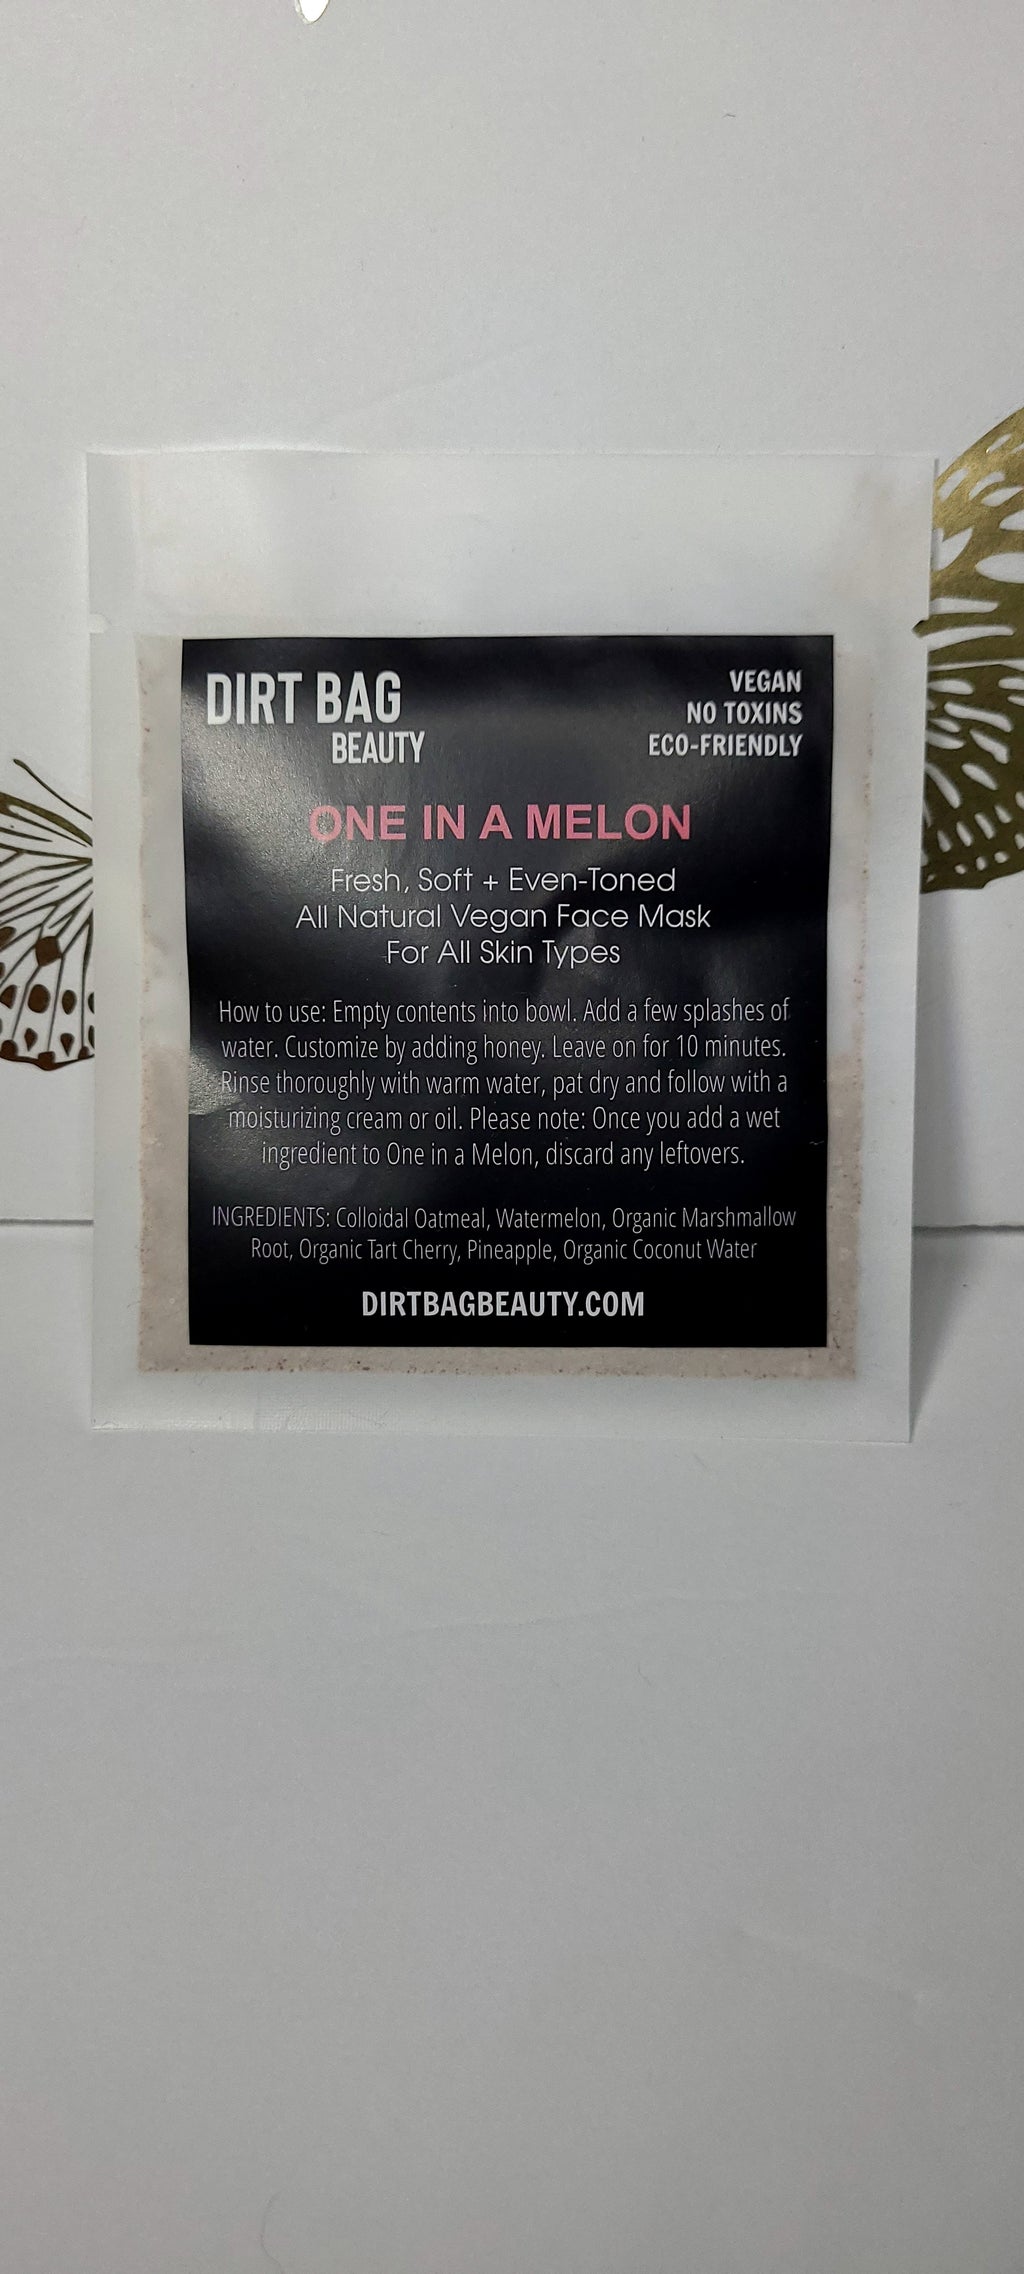 DIRT BAG
BEAUTY
VEGAN
NO TOXINS
ECO-FRIENDLY
ONE IN A MELON
Fresh, Soft + Even-Toned
All Natural Vegan Face Mask
For All Skin Types
How to use: Empty contents into bowl. Add a few splashes of
water. Customize by adding honey. Leave on for 10 minutes.
Rinse thoroughly with warm water, pat dry and follow with a
moisturizing cream or oil. Please note: Once you add a wet
ingredient to One in a Melon, discard any leftovers.
INGREDIENTS: Colloidal Oatmeal, Watermelon, Organic Marshmallow
Root, Organic Tart Cherry, Pineapple, Organic Coconut Water
DIRTBAGBEAUTY.COM